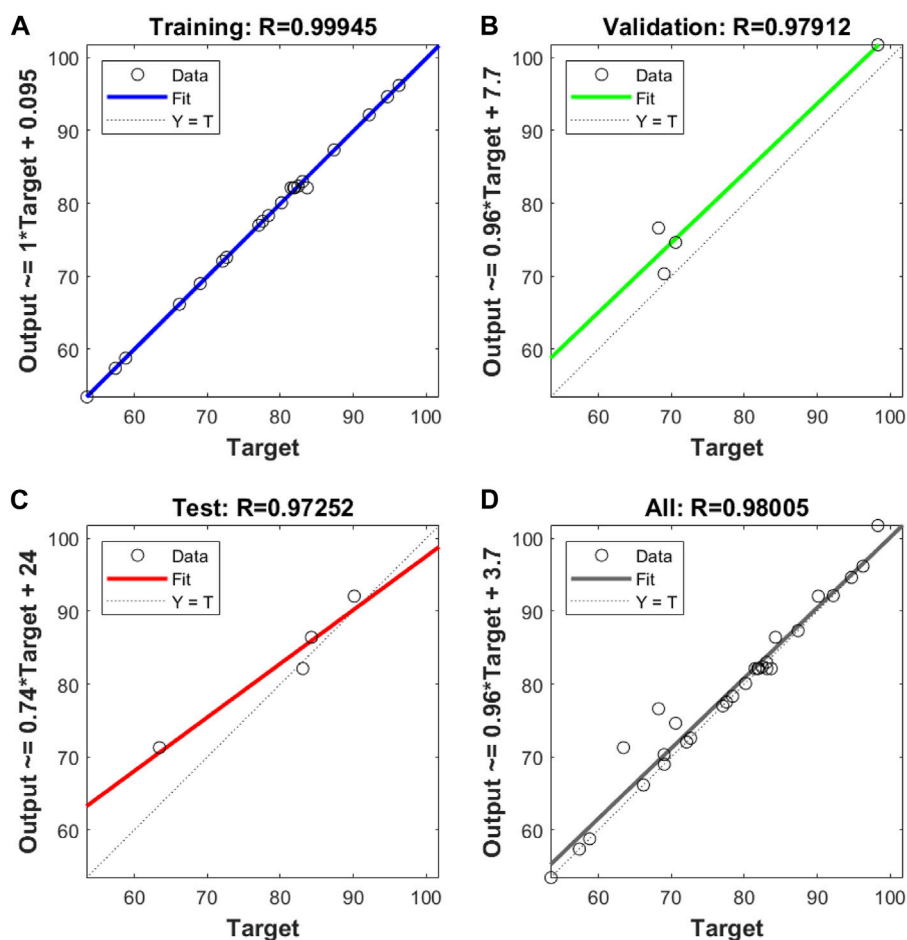 A
Training: R=0.99945
Output ~= 1*Target + 0.095
100
90
80
70
60
Data
Fit
Y = T
60 70 80 90 100
Target
B
Validation: R=0.97912
Output ~= 0.96*Target + 7.7
100
90
80
70
60
Data
Fit
Y = T
60 70 80 90 100
Target
C
Test: R=0.97252
Output ~= 0.74*Target + 24
100
90
80
70
60
Data
Fit
Y = T
60 70 80 90 100
Target
D
All: R=0.98005
Output ~= 0.96*Target + 3.7
100
90
80
70
60
Data
Fit
Y = T
60 70 80 90 100
Target